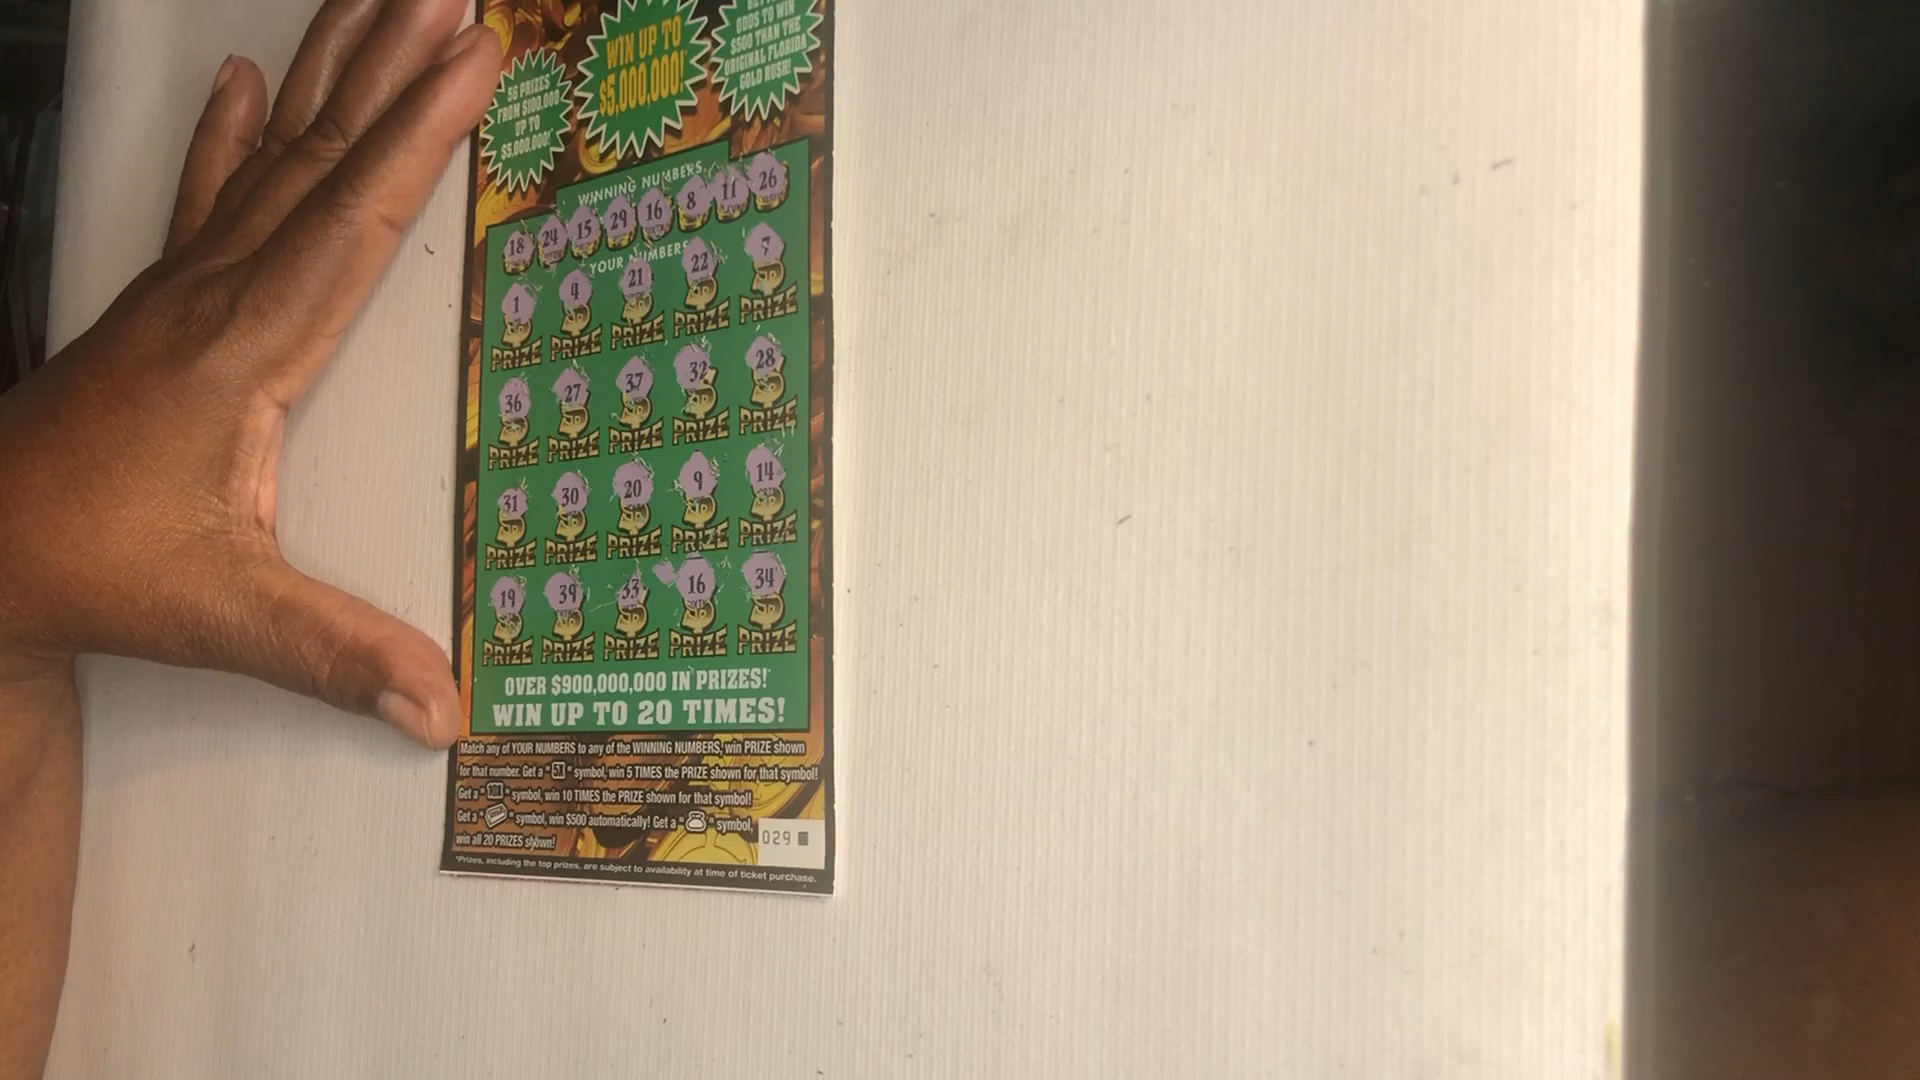 WIN UP TO
$5,000,000!
ODDS TO WIN
$500 THAN THE
ORIGINAL FLORIDA
GOLD RUSH!
56 PRIZES
FROM $100,000
UP TO
$5,000,000!*
WINNING NUMBERS
18 24 15 29 16 8 11 26
YOUR NUMBERS
1 4 21 22 7
PRIZE PRIZE PRIZE PRIZE PRIZE
36 27 37 32 28
PRIZE PRIZE PRIZE PRIZE PRIZE
31 30 20 9 14
PRIZE PRIZE PRIZE PRIZE PRIZE
19 39 33 16 34
PRIZE PRIZE PRIZE PRIZE PRIZE
OVER $900,000,000 IN PRIZES!*
WIN UP TO 20 TIMES!
Match any of YOUR NUMBERS to any of the WINNING NUMBERS, win PRIZE shown
for that number. Get a "5X" symbol, win 5 TIMES the PRIZE shown for that symbol!
Get a "10X" symbol, win 10 TIMES the PRIZE shown for that symbol!
Get a " " symbol, win $500 automatically! Get a " " symbol,
win all 20 PRIZES shown!
029
*Prizes, including the top prizes, are subject to availability at time of ticket purchase.